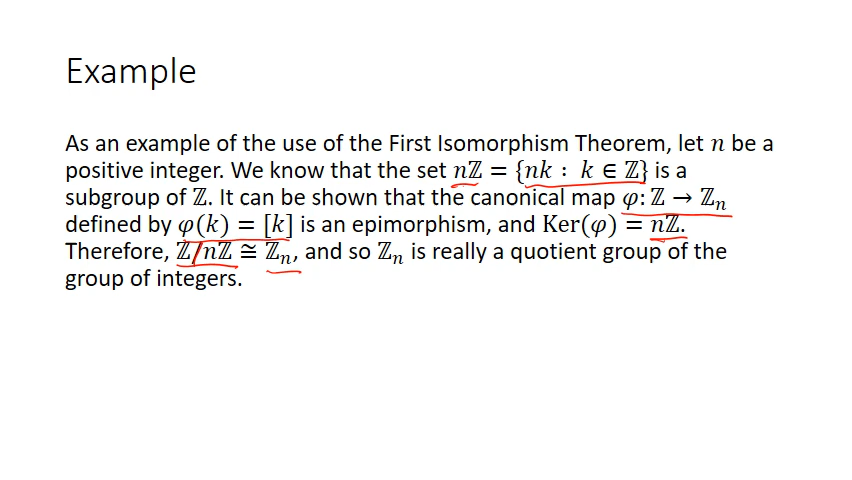 Example
As an example of the use of the First Isomorphism Theorem, let 𝑛 be a
positive integer. We know that the set 𝑛ℤ = {𝑛𝑘 ∶ 𝑘 ∈ ℤ} is a
subgroup of ℤ. It can be shown that the canonical map 𝜑: ℤ → ℤ𝑛
defined by 𝜑(𝑘) = [𝑘] is an epimorphism, and Ker(𝜑) = 𝑛ℤ.
Therefore, ℤ/𝑛ℤ ≅ ℤ𝑛, and so ℤ𝑛 is really a quotient group of the
group of integers.